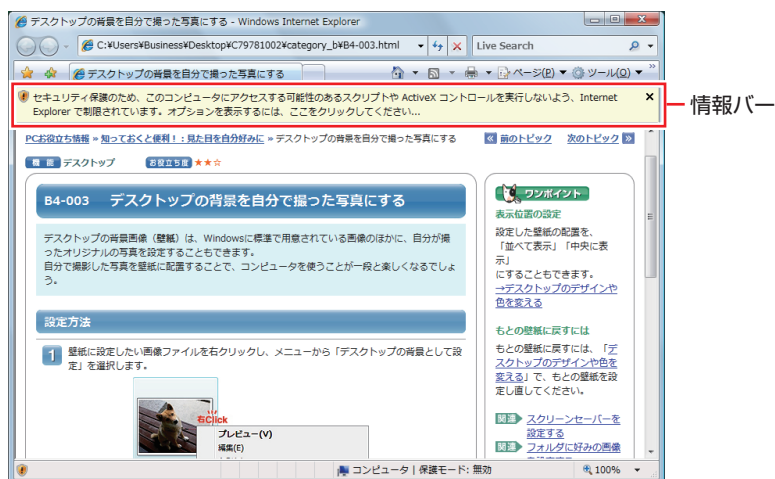 デスクトップの背景を自分で撮った写真にする - Windows Internet Explorer
C:¥Users¥Business¥Desktop¥C79781002¥category_b¥B4-003.html
Live Search
デスクトップの背景を自分で撮った写真にする
ページ(P)
ツール(O)
セキュリティ保護のため、このコンピュータにアクセスする可能性のあるスクリプトや ActiveX コントロールを実行しないよう、Internet
Explorer で制限されています。オプションを表示するには、ここをクリックしてください...
情報バー
PCお役立ち情報 » 知っておくと便利！：見た目を自分好みに » デスクトップの背景を自分で撮った写真にする
前のトピック 次のトピック
機 能 デスクトップ お役立ち度 ★★☆
B4-003 デスクトップの背景を自分で撮った写真にする
デスクトップの背景画像（壁紙）は、Windowsに標準で用意されている画像のほかに、自分が撮
ったオリジナルの写真を設定することもできます。
自分で撮影した写真を壁紙に配置することで、コンピュータを使うことが一段と楽しくなるでしょ
う。
設定方法
1 壁紙に設定したい画像ファイルを右クリックし、メニューから「デスクトップの背景として設
定」を選択します。
右Click
プレビュー(V)
編集(E)
ワンポイント
表示位置の設定
設定した壁紙の配置を、
「並べて表示」「中央に表
示」
にすることもできます。
→デスクトップのデザインや
色を変える
もとの壁紙に戻すには
もとの壁紙に戻すには、「デ
スクトップのデザインや色を
変える」で、もとの壁紙を設
定し直してください。
関連 スクリーンセーバーを
設定する
関連 フォルダに好みの画像
コンピュータ | 保護モード: 無効
100%